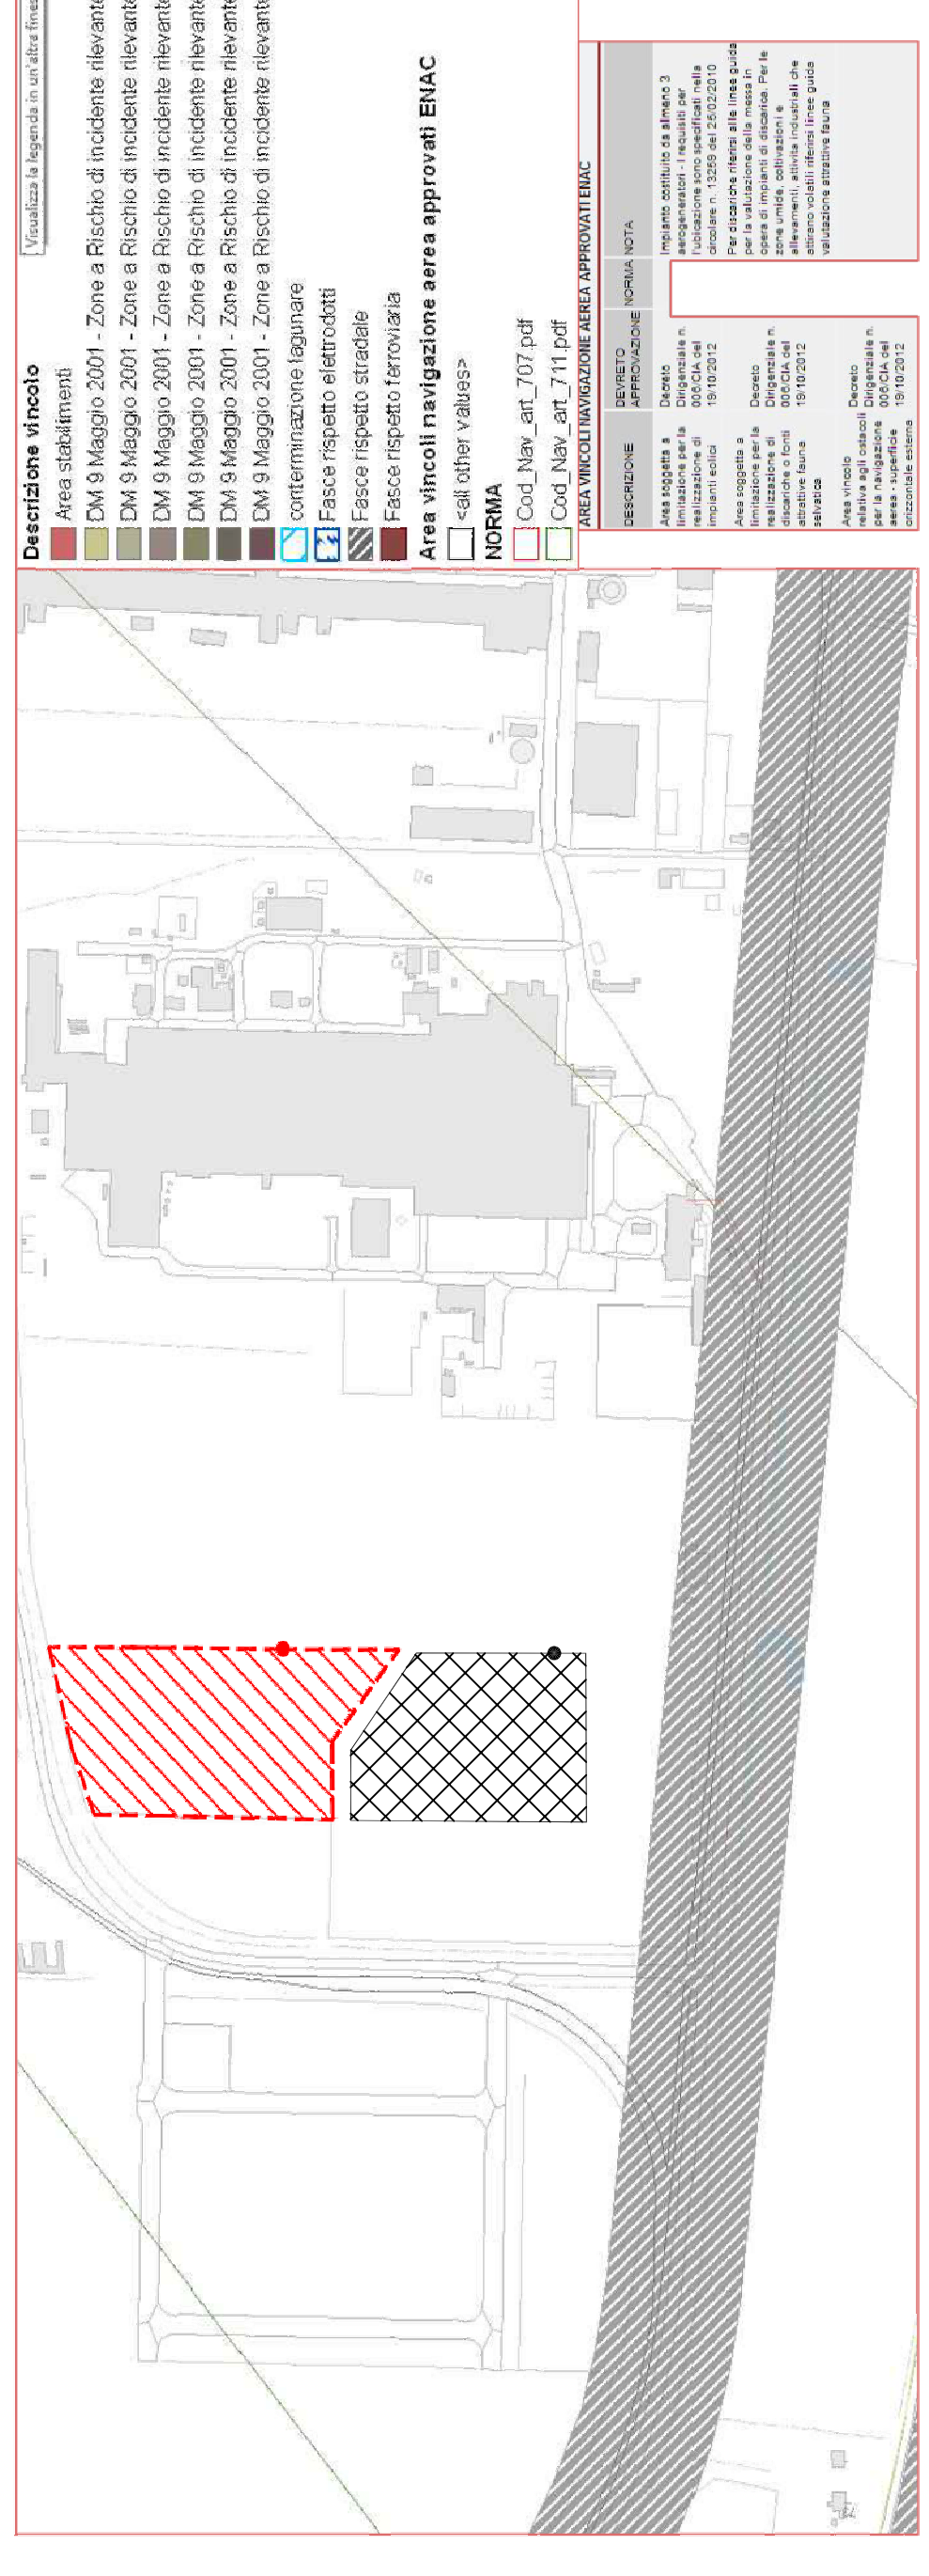 Descrizione vincolo
[Visualizza la legenda in un'altra fines
Area stabilimenti
DM 9 Maggio 2001 - Zone a Rischio di incidente rilevante
DM 9 Maggio 2001 - Zone a Rischio di incidente rilevante
DM 9 Maggio 2001 - Zone a Rischio di incidente rilevante
DM 9 Maggio 2001 - Zone a Rischio di incidente rilevante
DM 9 Maggio 2001 - Zone a Rischio di incidente rilevante
DM 9 Maggio 2001 - Zone a Rischio di incidente rilevante
conterminazione lagunare
Fasce rispetto elettrodotti
Fasce rispetto stradale
Fasce rispetto ferroviaria
Area vincoli navigazione aerea approvati ENAC
<all other values>
NORMA
Cod_Nav_art_707.pdf
Cod_Nav_art_711.pdf
AREA VINCOLI NAVIGAZIONE AEREA APPROVATI ENAC
DESCRIZIONE
DEVRETO
APPROVAZIONE
NORMA
NOTA
Area soggetta a
limitazione per la
realizzazione di
impianti eolici
Decreto
Dirigenziale n.
006/CIA del
19/10/2012
Impianto costituito da almeno 3
aerogeneratori - I requisiti per
l'ubicazione sono specificati nella
circolare n. 13259 del 25/02/2010
Area soggetta a
limitazione per la
realizzazione di
discariche o fonti
attrattive fauna
selvatica
Decreto
Dirigenziale n.
006/CIA del
19/10/2012
Per discariche riferirsi alle linee guida
per la valutazione della messa in
opera di impianti di discarica. Per le
zone umide, coltivazioni e
allevamenti, attivita industriali che
attirano volatili riferirsi linee guida
valutazione attrattive fauna
Area vincolo
relativa agli ostacoli
per la navigazione
aerea - superficie
orizzontale esterna
Decreto
Dirigenziale n.
006/CIA del
19/10/2012